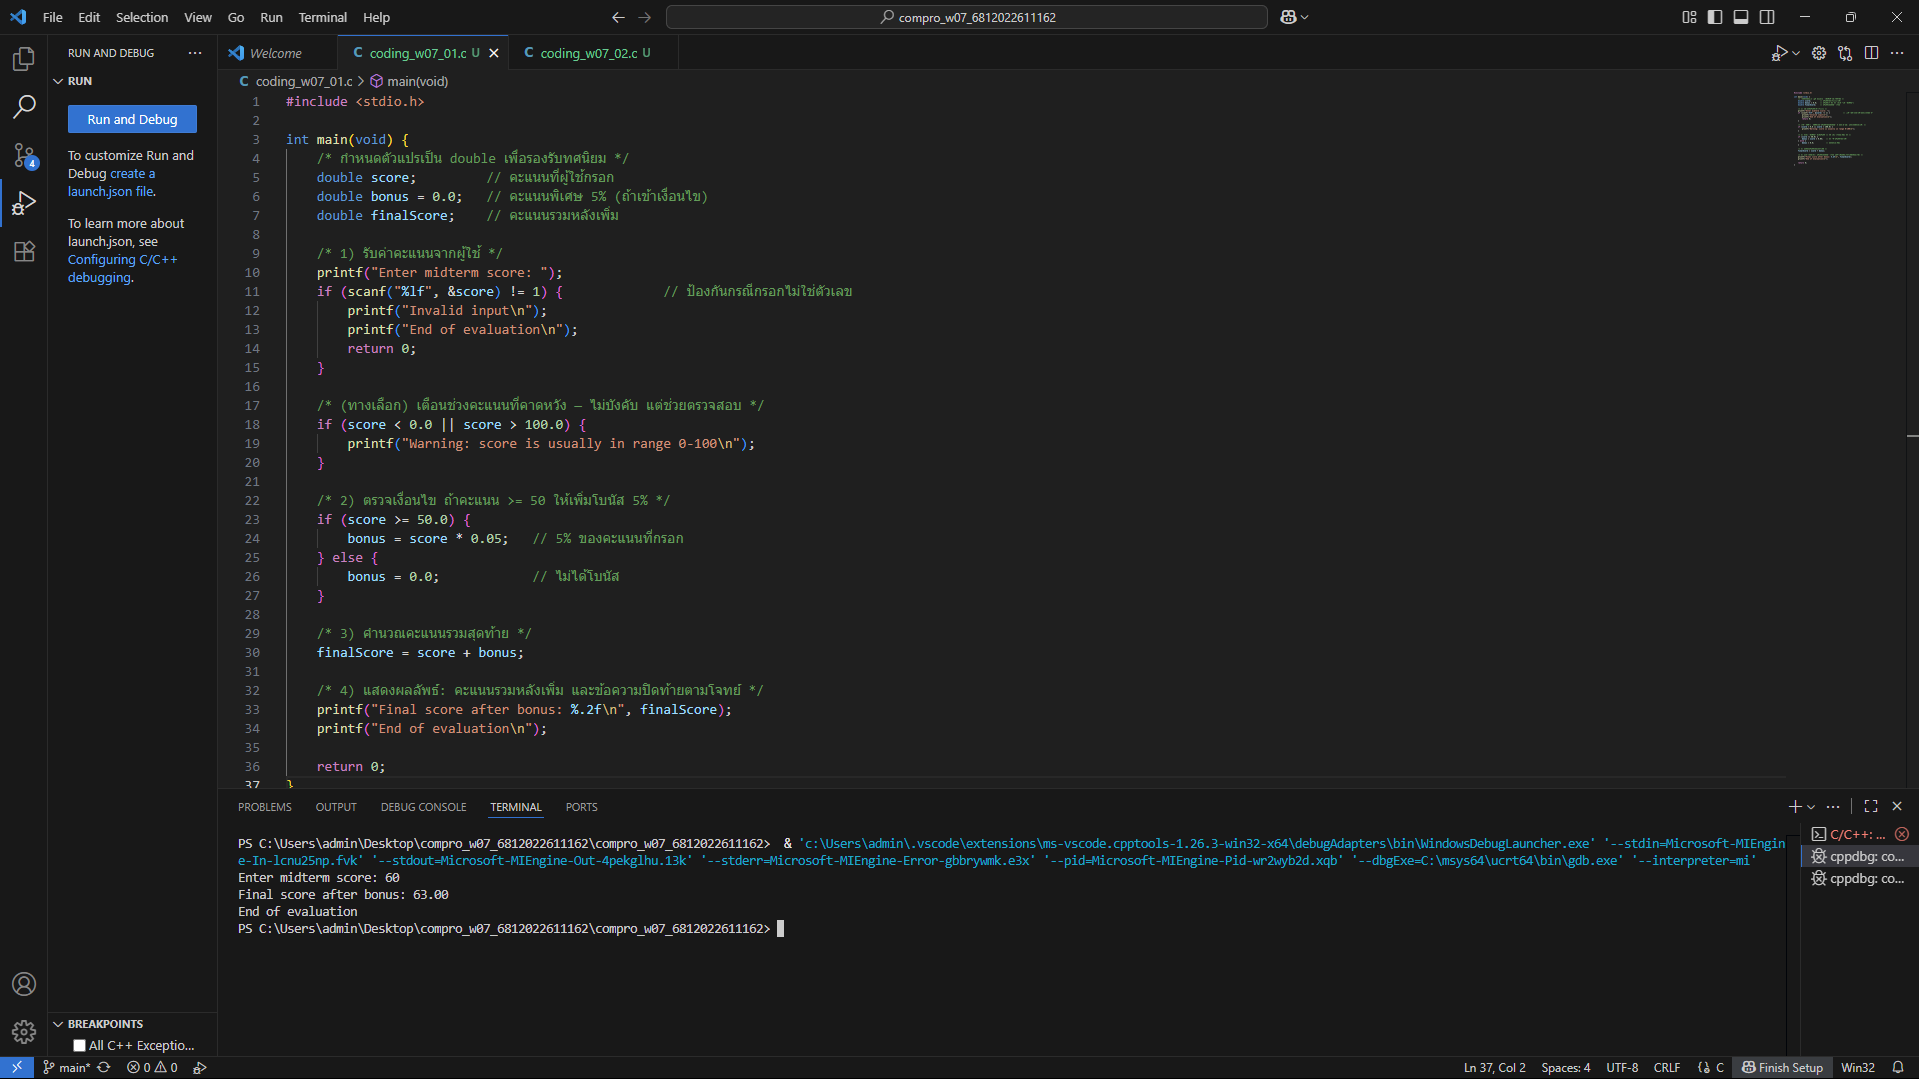 File Edit Selection View Go Run Terminal Help
compro_w07_6812022611162
RUN AND DEBUG
RUN
Run and Debug
To customize Run and
Debug create a
launch.json file.
To learn more about
launch.json, see
Configuring C/C++
debugging.
BREAKPOINTS
All C++ Exceptio...
Welcome
C coding_w07_01.c U
C coding_w07_02.c U
C coding_w07_01.c > main(void)
1 #include <stdio.h>
2
3 int main(void) {
4 /* กำหนดตัวแปรเป็น double เพื่อรองรับทศนิยม */
5 double score; // คะแนนที่ผู้ใช้กรอก
6 double bonus = 0.0; // คะแนนพิเศษ 5% (ถ้าเข้าเงื่อนไข)
7 double finalScore; // คะแนนรวมหลังเพิ่ม
8
9 /* 1) รับค่าคะแนนจากผู้ใช้ */
10 printf("Enter midterm score: ");
11 if (scanf("%lf", &score) != 1) { // ป้องกันกรณีกรอกไม่ใช่ตัวเลข
12 printf("Invalid input\n");
13 printf("End of evaluation\n");
14 return 0;
15 }
16
17 /* (ทางเลือก) เตือนช่วงคะแนนที่คาดหวัง — ไม่บังคับ แต่ช่วยตรวจสอบ */
18 if (score < 0.0 || score > 100.0) {
19 printf("Warning: score is usually in range 0-100\n");
20 }
21
22 /* 2) ตรวจเงื่อนไข ถ้าคะแนน >= 50 ให้เพิ่มโบนัส 5% */
23 if (score >= 50.0) {
24 bonus = score * 0.05; // 5% ของคะแนนที่กรอก
25 } else {
26 bonus = 0.0; // ไม่ได้โบนัส
27 }
28
29 /* 3) คำนวณคะแนนรวมสุดท้าย */
30 finalScore = score + bonus;
31
32 /* 4) แสดงผลลัพธ์: คะแนนรวมหลังเพิ่ม และข้อความปิดท้ายตามโจทย์ */
33 printf("Final score after bonus: %.2f\n", finalScore);
34 printf("End of evaluation\n");
35
36 return 0;
37 }
PROBLEMS OUTPUT DEBUG CONSOLE TERMINAL PORTS
PS C:\Users\admin\Desktop\compro_w07_6812022611162\compro_w07_6812022611162> & 'c:\Users\admin\.vscode\extensions\ms-vscode.cpptools-1.26.3-win32-x64\debugAdapters\bin\WindowsDebugLauncher.exe' '--stdin=Microsoft-MIEngin
e-In-lcnu25np.fvk' '--stdout=Microsoft-MIEngine-Out-4pekglhu.13k' '--stderr=Microsoft-MIEngine-Error-gbbrywmk.e3x' '--pid=Microsoft-MIEngine-Pid-wr2wyb2d.xqb' '--dbgExe=C:\msys64\ucrt64\bin\gdb.exe' '--interpreter=mi'
Enter midterm score: 60
Final score after bonus: 63.00
End of evaluation
PS C:\Users\admin\Desktop\compro_w07_6812022611162\compro_w07_6812022611162>
C/C++: ...
cppdbg: co...
cppdbg: co...
4
main* 0 0
Ln 37, Col 2 Spaces: 4 UTF-8 CRLF {} C Finish Setup Win32